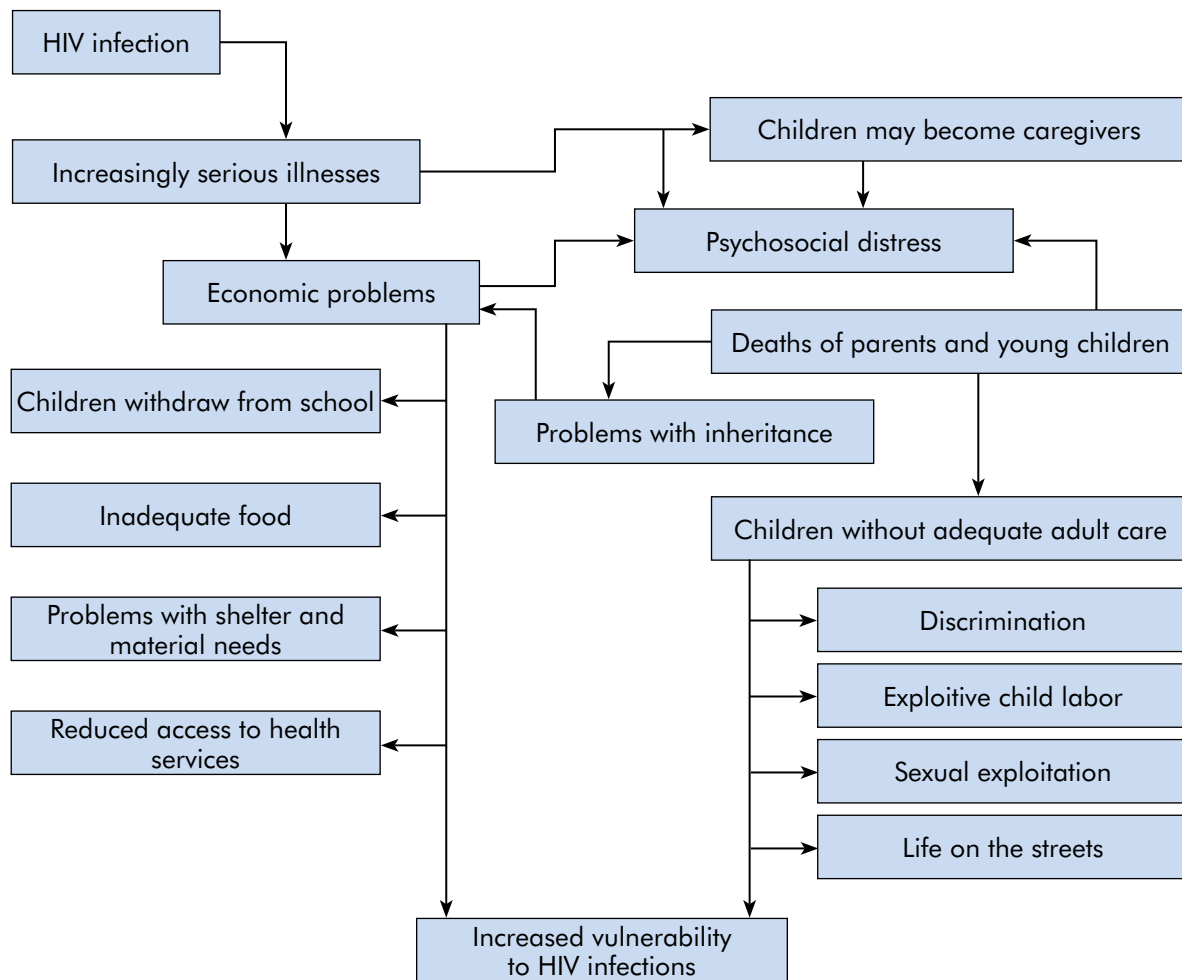 HIV infection
Children may become caregivers
Increasingly serious illnesses
Psychosocial distress
Economic problems
Deaths of parents and young children
Children withdraw from school
Problems with inheritance
Inadequate food
Children without adequate adult care
Problems with shelter and
material needs
Discrimination
Exploitive child labor
Reduced access to health
services
Sexual exploitation
Life on the streets
Increased vulnerability
to HIV infections